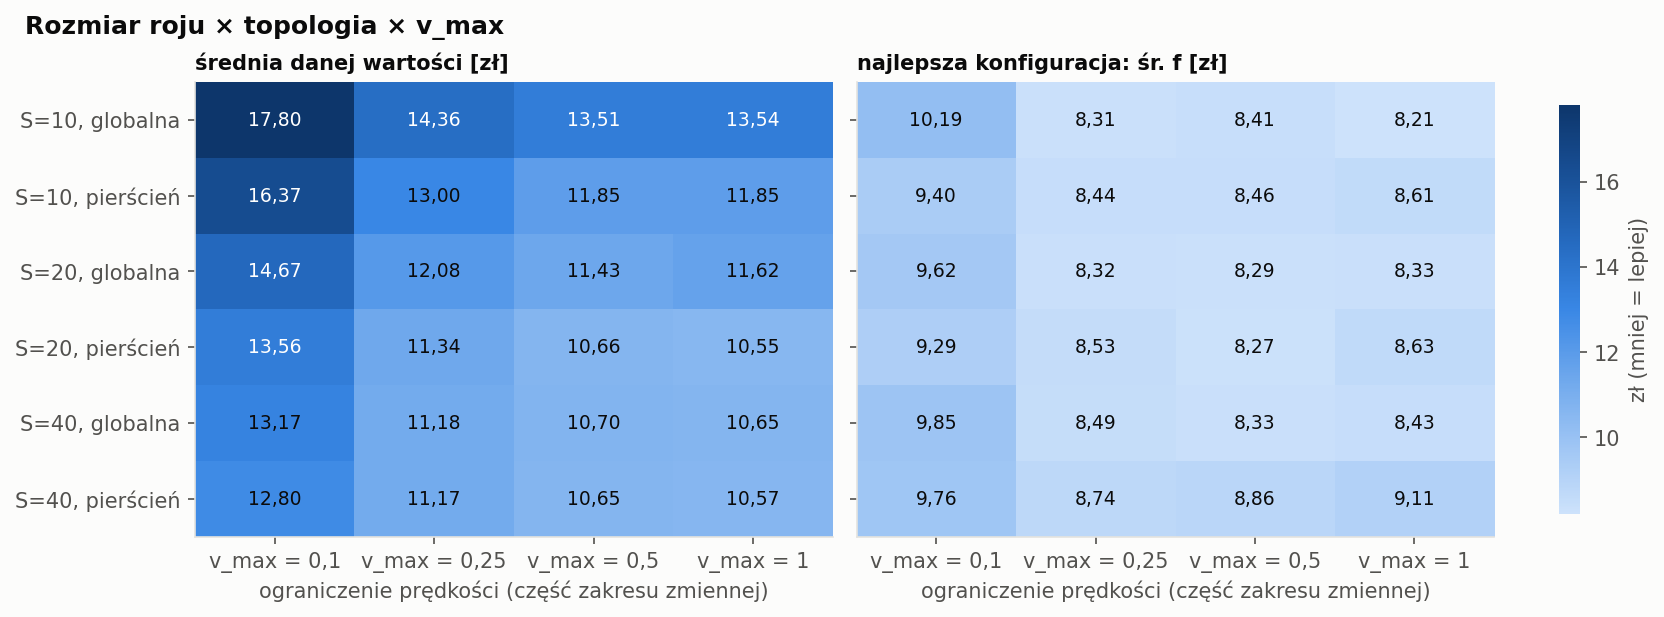 Rozmiar roju × topologia × v_max
średnia danej wartości [zł]
najlepsza konfiguracja: śr. f [zł]
S=10, globalna 17,80 14,36 13,51 13,54 10,19 8,31 8,41 8,21
S=10, pierścień 16,37 13,00 11,85 11,85 9,40 8,44 8,46 8,61
S=20, globalna 14,67 12,08 11,43 11,62 9,62 8,32 8,29 8,33
S=20, pierścień 13,56 11,34 10,66 10,55 9,29 8,53 8,27 8,63
S=40, globalna 13,17 11,18 10,70 10,65 9,85 8,49 8,33 8,43
S=40, pierścień 12,80 11,17 10,65 10,57 9,76 8,74 8,86 9,11
v_max = 0,1 v_max = 0,25 v_max = 0,5 v_max = 1
ograniczenie prędkości (część zakresu zmiennej)
v_max = 0,1 v_max = 0,25 v_max = 0,5 v_max = 1
ograniczenie prędkości (część zakresu zmiennej)
16
14
12
10
zł (mniej = lepiej)